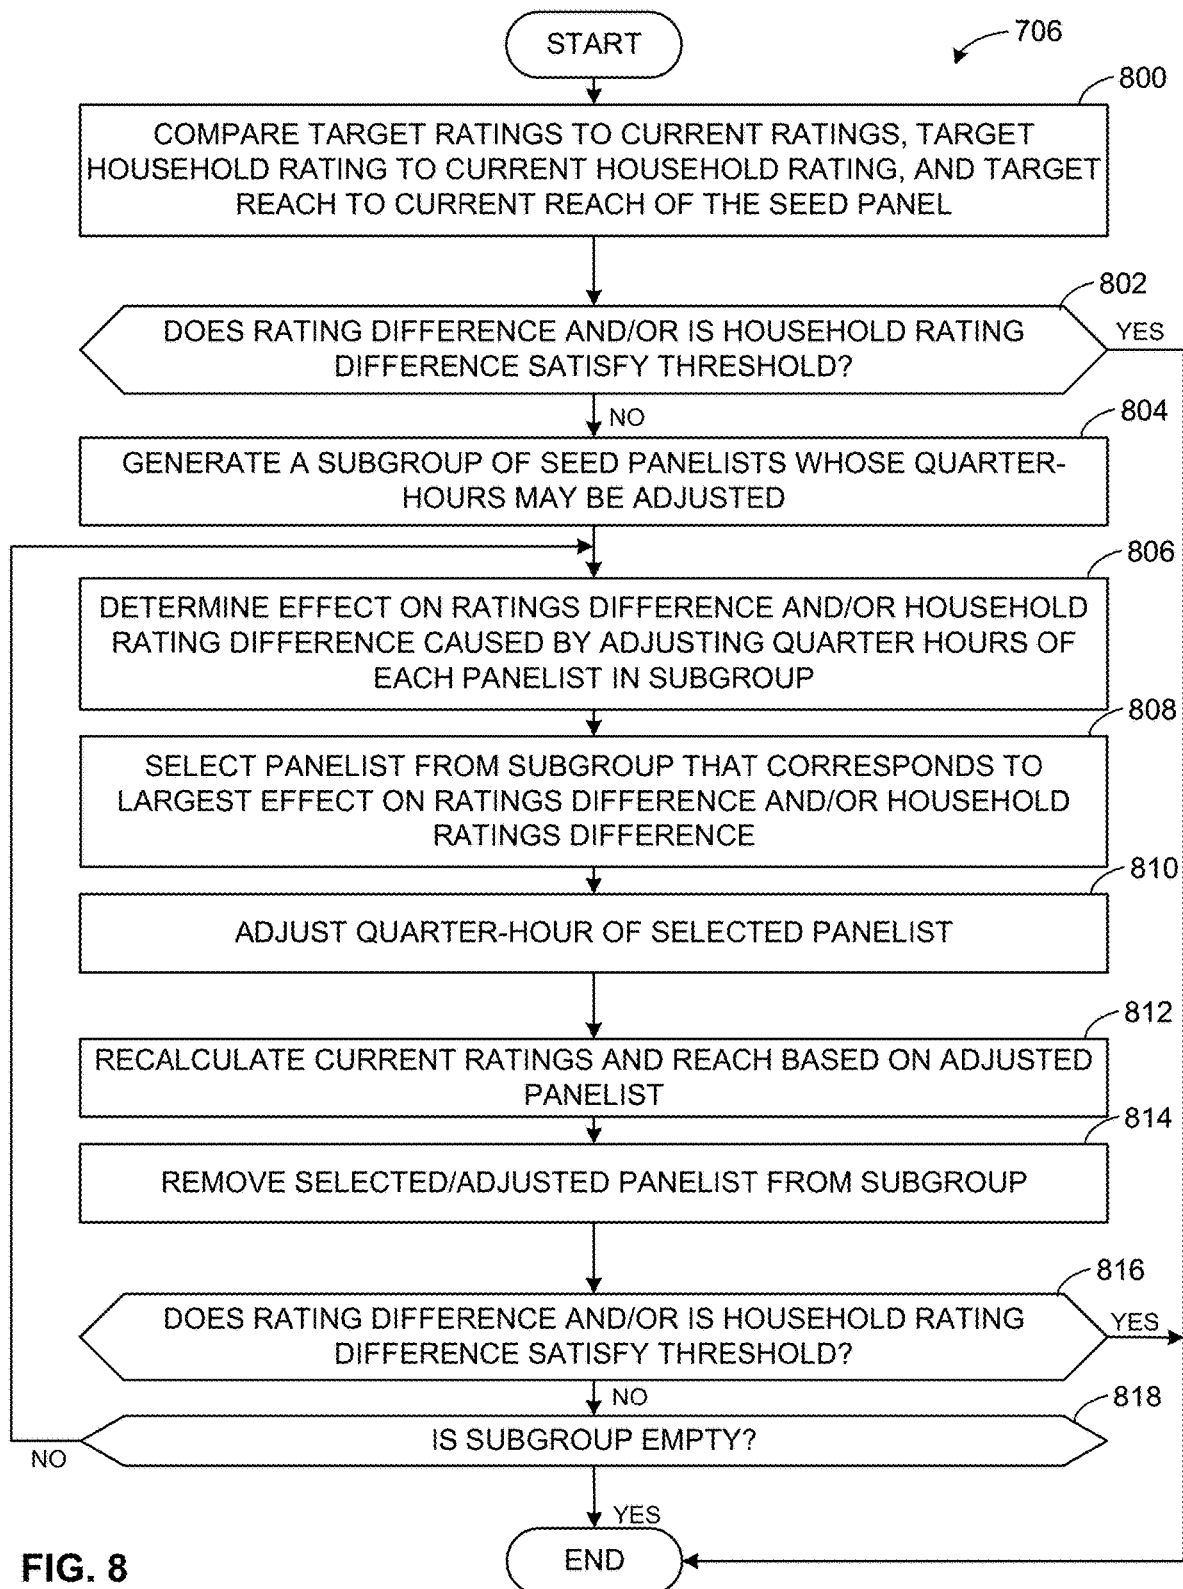 START
706
800
COMPARE TARGET RATINGS TO CURRENT RATINGS, TARGET
HOUSEHOLD RATING TO CURRENT HOUSEHOLD RATING, AND TARGET
REACH TO CURRENT REACH OF THE SEED PANEL
802
DOES RATING DIFFERENCE AND/OR IS HOUSEHOLD RATING
DIFFERENCE SATISFY THRESHOLD?
YES
NO
804
GENERATE A SUBGROUP OF SEED PANELISTS WHOSE QUARTER-
HOURS MAY BE ADJUSTED
806
DETERMINE EFFECT ON RATINGS DIFFERENCE AND/OR HOUSEHOLD
RATING DIFFERENCE CAUSED BY ADJUSTING QUARTER HOURS OF
EACH PANELIST IN SUBGROUP
808
SELECT PANELIST FROM SUBGROUP THAT CORRESPONDS TO
LARGEST EFFECT ON RATINGS DIFFERENCE AND/OR HOUSEHOLD
RATINGS DIFFERENCE
810
ADJUST QUARTER-HOUR OF SELECTED PANELIST
812
RECALCULATE CURRENT RATINGS AND REACH BASED ON ADJUSTED
PANELIST
814
REMOVE SELECTED/ADJUSTED PANELIST FROM SUBGROUP
816
DOES RATING DIFFERENCE AND/OR IS HOUSEHOLD RATING
DIFFERENCE SATISFY THRESHOLD?
YES
NO
818
IS SUBGROUP EMPTY?
NO
YES
END
FIG. 8